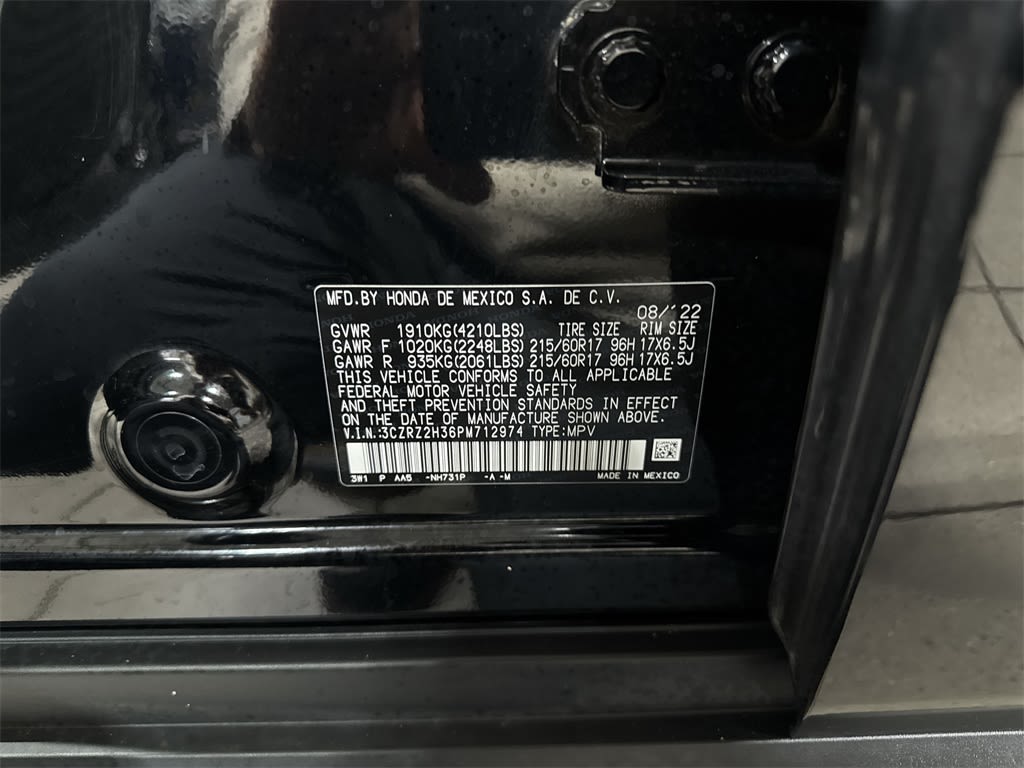 MFD.BY HONDA DE MEXICO S.A. DE C.V.
08/'22
GVWR 1910KG(4210LBS) TIRE SIZE RIM SIZE
GAWR F 1020KG(2248LBS) 215/60R17 96H 17X6.5J
GAWR R 935KG(2061LBS) 215/60R17 96H 17X6.5J
THIS VEHICLE CONFORMS TO ALL APPLICABLE
FEDERAL MOTOR VEHICLE SAFETY
AND THEFT PREVENTION STANDARDS IN EFFECT
ON THE DATE OF MANUFACTURE SHOWN ABOVE.
V.I.N.:3CZRZ2H36PM712974 TYPE:MPV
3W1 P AA5 -NH731P -A -M MADE IN MEXICO